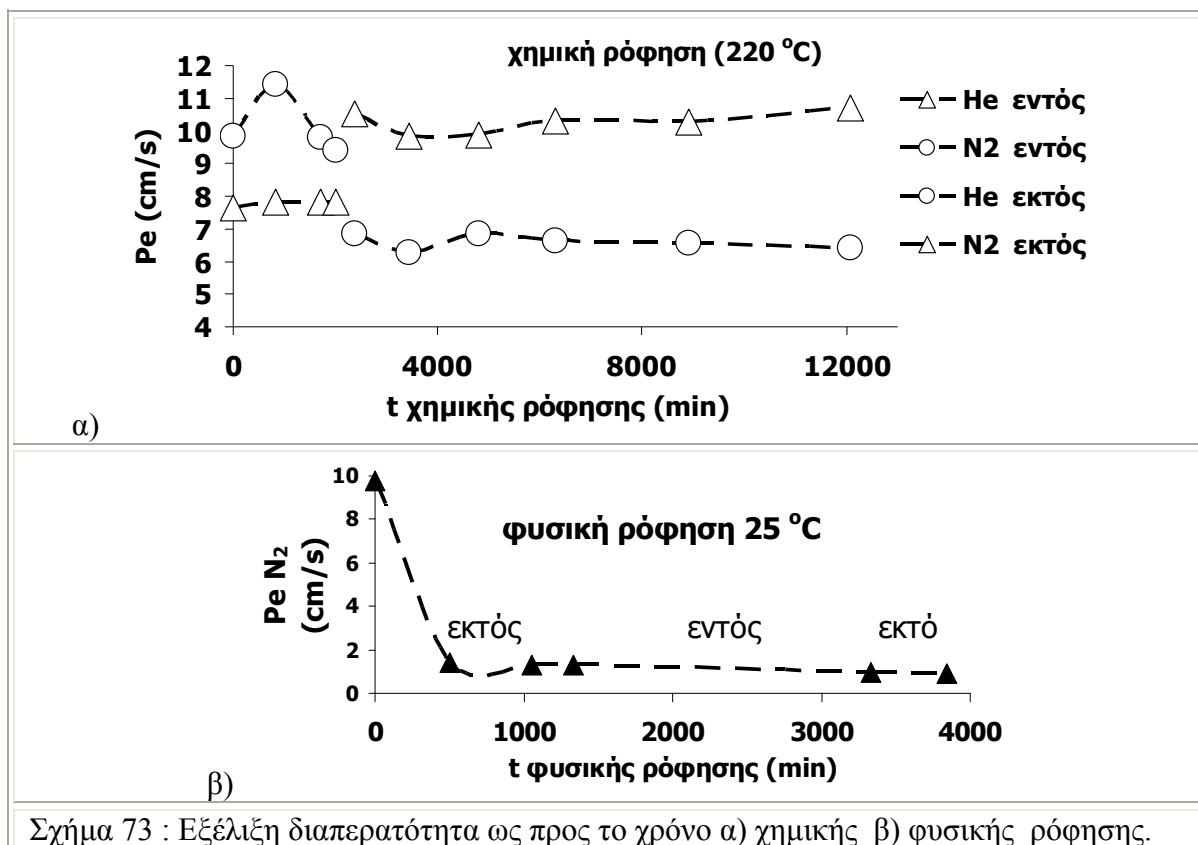 χημική ρόφηση (220 °C)
12
11
10
9
8
7
6
5
4
Pe (cm/s)
0 4000 8000 12000
t χημικής ρόφησης (min)
He εντός
N2 εντός
He εκτός
N2 εκτός
α)
φυσική ρόφηση 25 °C
10
8
6
4
2
0
Pe N₂
(cm/s)
εκτός εντός εκτό
0 1000 2000 3000 4000
t φυσικής ρόφησης (min)
β)
Σχήμα 73 : Εξέλιξη διαπερατότητα ως προς το χρόνο α) χημικής β) φυσικής ρόφησης.